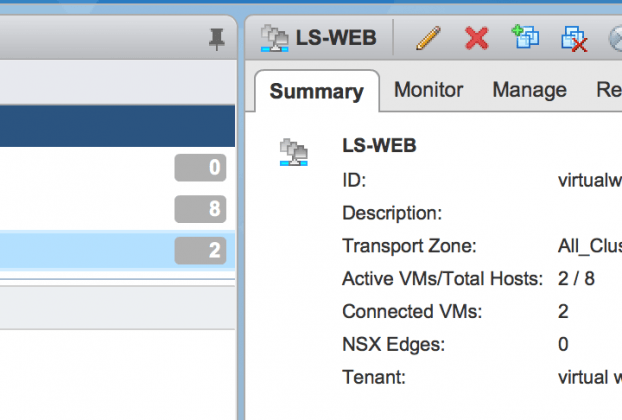 LS-WEB
Summary Monitor Manage Re
0
8
2
LS-WEB
ID: virtualw
Description:
Transport Zone: All_Clus
Active VMs/Total Hosts: 2 / 8
Connected VMs: 2
NSX Edges: 0
Tenant: virtual w